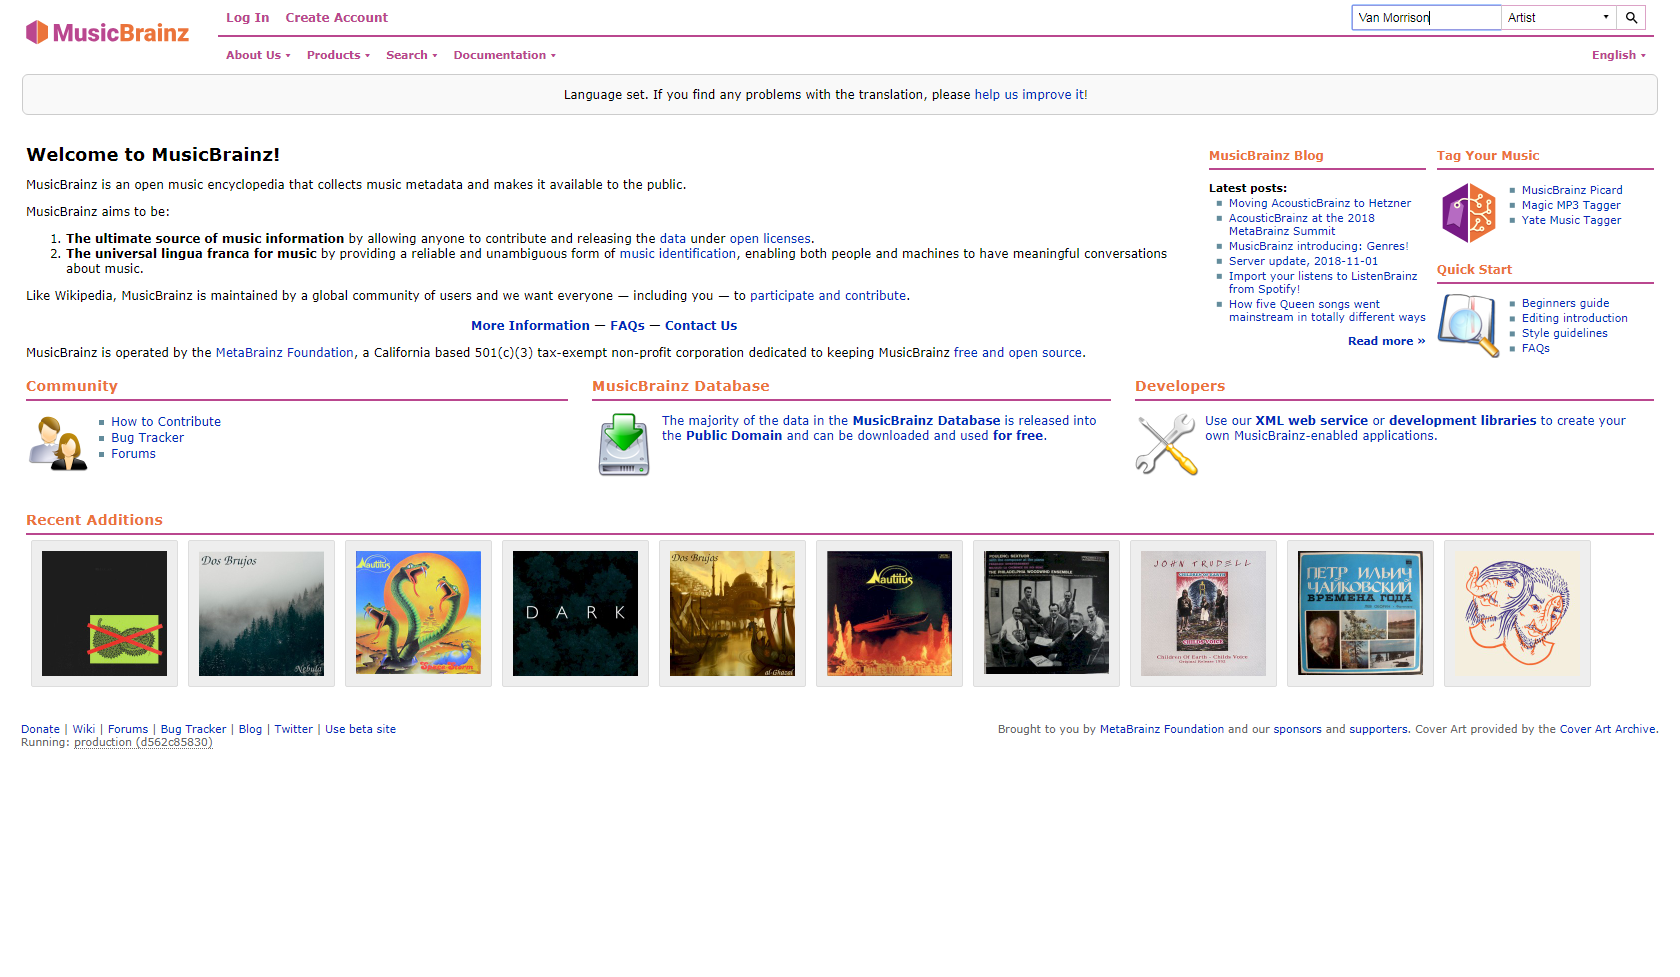 MusicBrainz
Log In Create Account
Van Morrison Artist
About Us Products Search Documentation English
Language set. If you find any problems with the translation, please help us improve it!
Welcome to MusicBrainz!
MusicBrainz is an open music encyclopedia that collects music metadata and makes it available to the public.
MusicBrainz aims to be:
1. The ultimate source of music information by allowing anyone to contribute and releasing the data under open licenses.
2. The universal lingua franca for music by providing a reliable and unambiguous form of music identification, enabling both people and machines to have meaningful conversations
about music.
Like Wikipedia, MusicBrainz is maintained by a global community of users and we want everyone — including you — to participate and contribute.
More Information — FAQs — Contact Us
MusicBrainz is operated by the MetaBrainz Foundation, a California based 501(c)(3) tax-exempt non-profit corporation dedicated to keeping MusicBrainz free and open source.
MusicBrainz Blog
Latest posts:
Moving AcousticBrainz to Hetzner
AcousticBrainz at the 2018
MetaBrainz Summit
MusicBrainz introducing: Genres!
Server update, 2018-11-01
Import your listens to ListenBrainz
from Spotify!
How five Queen songs went
mainstream in totally different ways
Read more »
Tag Your Music
MusicBrainz Picard
Magic MP3 Tagger
Yate Music Tagger
Quick Start
Beginners guide
Editing introduction
Style guidelines
FAQs
Community
How to Contribute
Bug Tracker
Forums
MusicBrainz Database
The majority of the data in the MusicBrainz Database is released into
the Public Domain and can be downloaded and used for free.
Developers
Use our XML web service or development libraries to create your
own MusicBrainz-enabled applications.
Recent Additions
Dos Brujos
Nebula
Nautilus
Space Storm
DARK
Dos Brujos
al-Ghazal
Nautilus
THE PHILADELPHIA WOODWIND ENSEMBLE
JOHN TRUDELL
CHILDS VOICE
Children Of Earth - Childs Voice
Original Release 1992
ПЕТР ИЛЬИЧ
ЧАЙКОВСКИЙ
ВРЕМЕНА ГОДА
Donate | Wiki | Forums | Bug Tracker | Blog | Twitter | Use beta site
Running: production (d562c85830)
Brought to you by MetaBrainz Foundation and our sponsors and supporters. Cover Art provided by the Cover Art Archive.